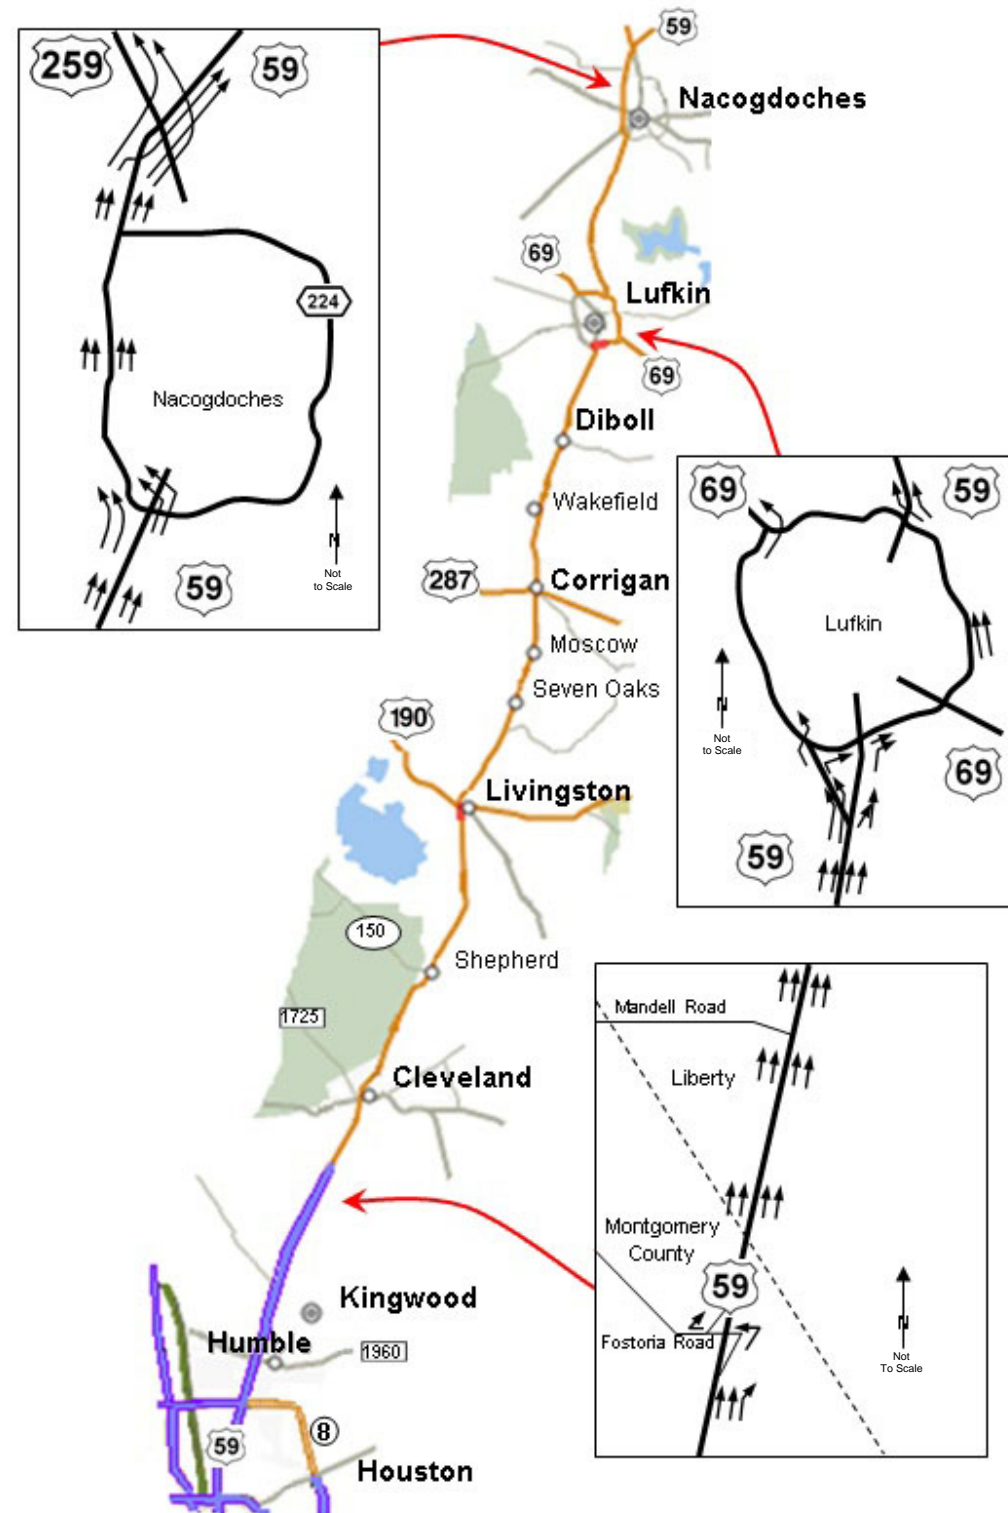 259
59
224
Nacogdoches
N
Not
to Scale
59
59
Nacogdoches
69
Lufkin
69
Diboll
Wakefield
287
Corrigan
Moscow
Seven Oaks
190
Livingston
150
Shepherd
1725
Cleveland
Kingwood
Humble
1960
8
59
Houston
69
59
Lufkin
N
Not
to Scale
69
59
Mandell Road
Liberty
Montgomery
County
59
Fostoria Road
N
Not
To Scale